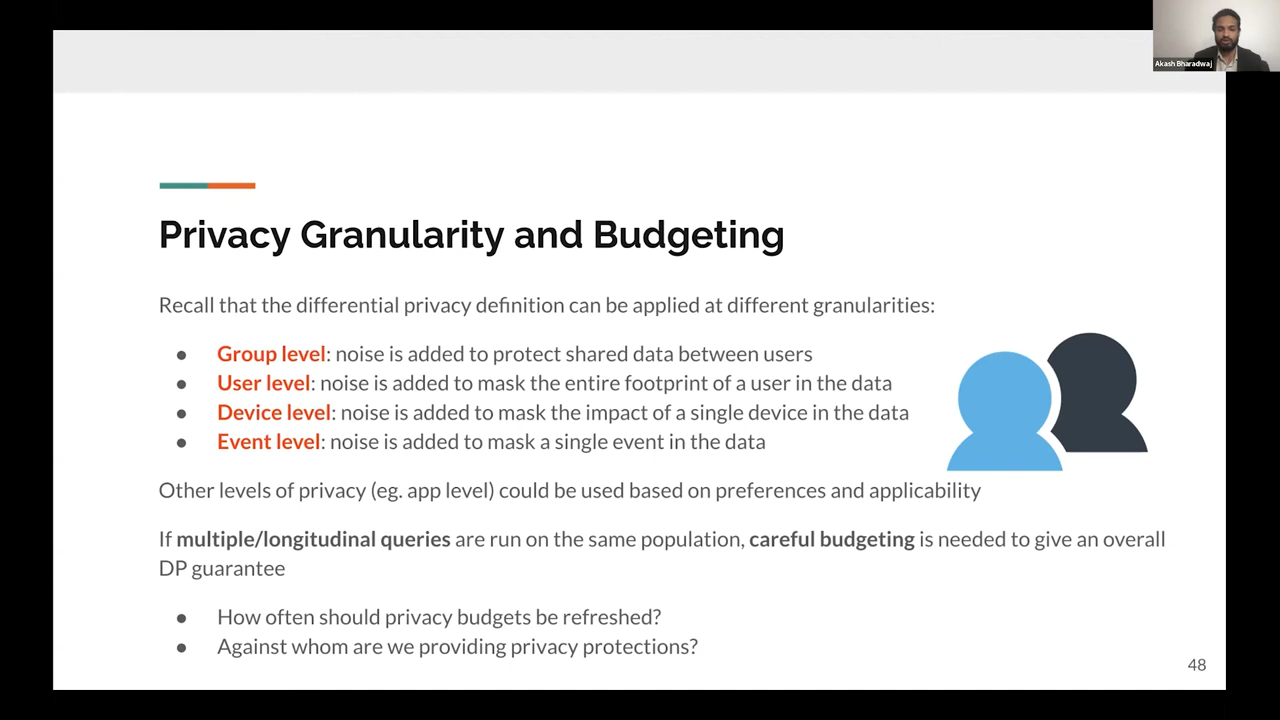 Akash Bharadwaj
Privacy Granularity and Budgeting
Recall that the differential privacy definition can be applied at different granularities:
● Group level: noise is added to protect shared data between users
● User level: noise is added to mask the entire footprint of a user in the data
● Device level: noise is added to mask the impact of a single device in the data
● Event level: noise is added to mask a single event in the data
Other levels of privacy (eg. app level) could be used based on preferences and applicability
If multiple/longitudinal queries are run on the same population, careful budgeting is needed to give an overall
DP guarantee
● How often should privacy budgets be refreshed?
● Against whom are we providing privacy protections?
48